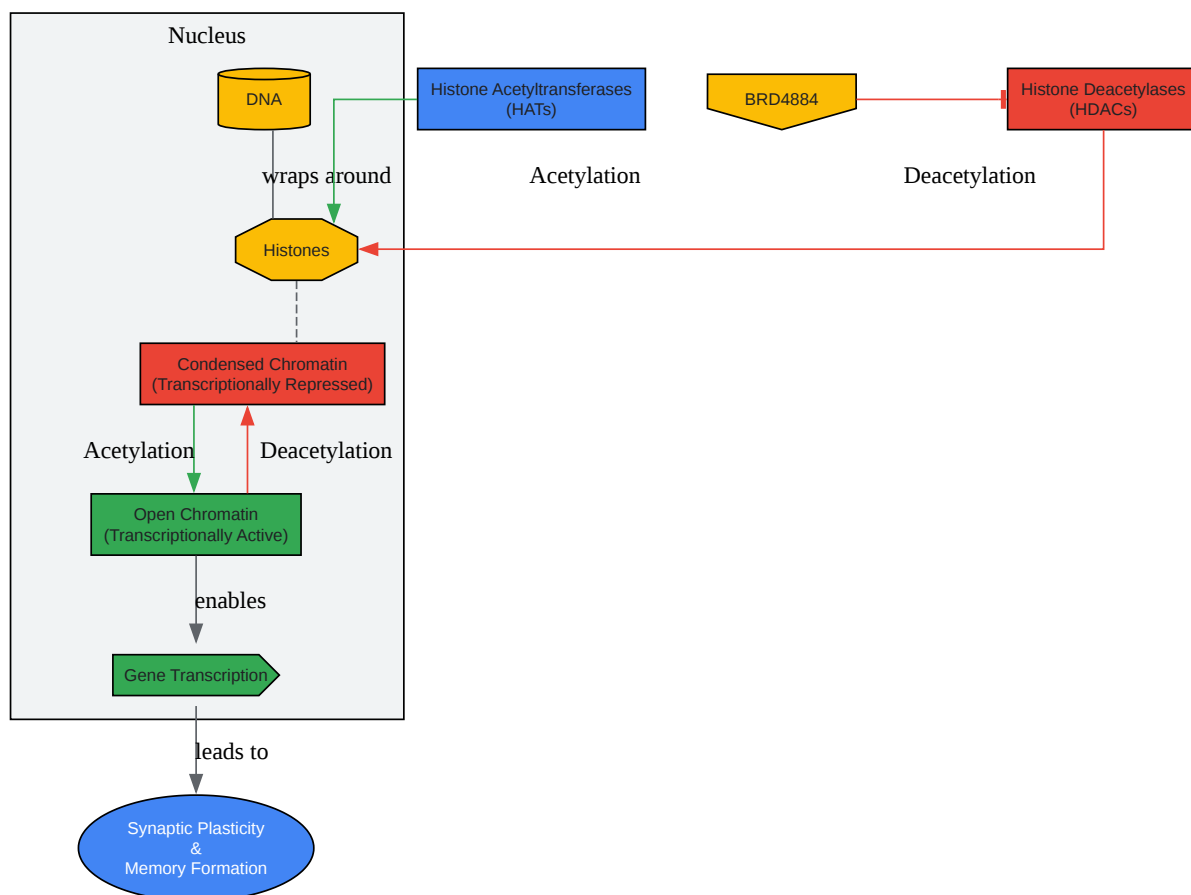 Nucleus
DNA
Histone Acetyltransferases
(HATs)
BRD4884
Histone Deacetylases
(HDACs)
wraps around
Acetylation
Deacetylation
Histones
Condensed Chromatin
(Transcriptionally Repressed)
Acetylation
Deacetylation
Open Chromatin
(Transcriptionally Active)
enables
Gene Transcription
leads to
Synaptic Plasticity
&
Memory Formation